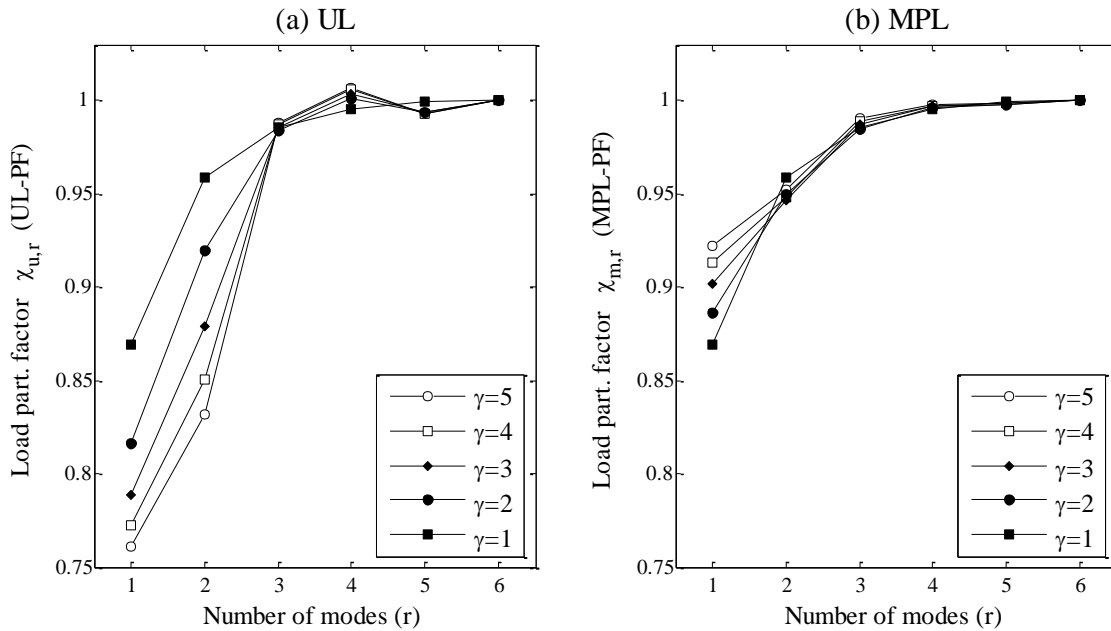 (a) UL
Load part. factor χu,r (UL-PF)
1
0.95
0.9
0.85
0.8
0.75
1 2 3 4 5 6
Number of modes (r)
γ=5
γ=4
γ=3
γ=2
γ=1
(b) MPL
Load part. factor χm,r (MPL-PF)
1
0.95
0.9
0.85
0.8
0.75
1 2 3 4 5 6
Number of modes (r)
γ=5
γ=4
γ=3
γ=2
γ=1